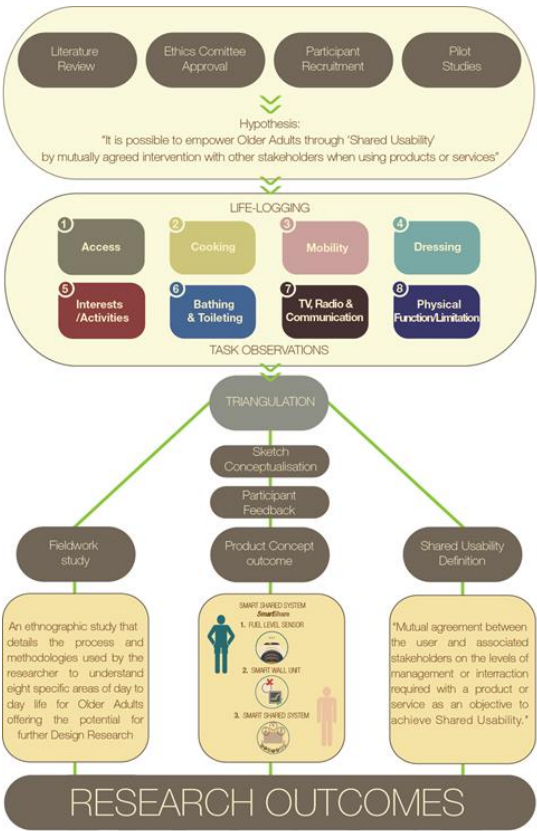 Literature
Review
Ethics Comittee
Approval
Participant
Recruitment
Pilot
Studies
Hypothesis:
"It is possible to empower Older Adults through 'Shared Usability'
by mutually agreed intervention with other stakeholders when using products or services"
LIFE-LOGGING
1
Access
2
Cooking
3
Mobility
4
Dressing
5
Interests
/Activities
6
Bathing
& Toileting
7
TV, Radio &
Communication
8
Physical
Function/Limitation
TASK OBSERVATIONS
TRIANGULATION
Sketch
Conceptualisation
Participant
Feedback
Fieldwork
study
Product Concept
outcome
Shared Usability
Definition
An ethnographic study that
details the process and
methodologies used by the
researcher to understand
eight specific areas of day to
day life for Older Adults
offering the potential for
further Design Research
SMART SHARED SYSTEM
SmartShare
1. FUEL LEVEL SENSOR
2. SMART WALL UNIT
3. SMART SHARED SYSTEM
"Mutual agreement between
the user and associated
stakeholders on the levels of
management or interraction
required with a product or
service as an objective to
achieve Shared Usability."
RESEARCH OUTCOMES